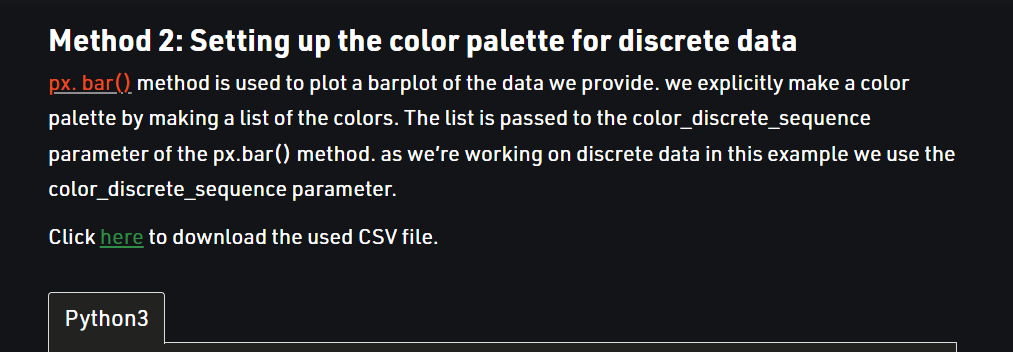 Method 2: Setting up the color palette for discrete data
px. bar() method is used to plot a barplot of the data we provide. we explicitly make a color
palette by making a list of the colors. The list is passed to the color_discrete_sequence
parameter of the px.bar() method. as we're working on discrete data in this example we use the
color_discrete_sequence parameter.
Click here to download the used CSV file.
Python3